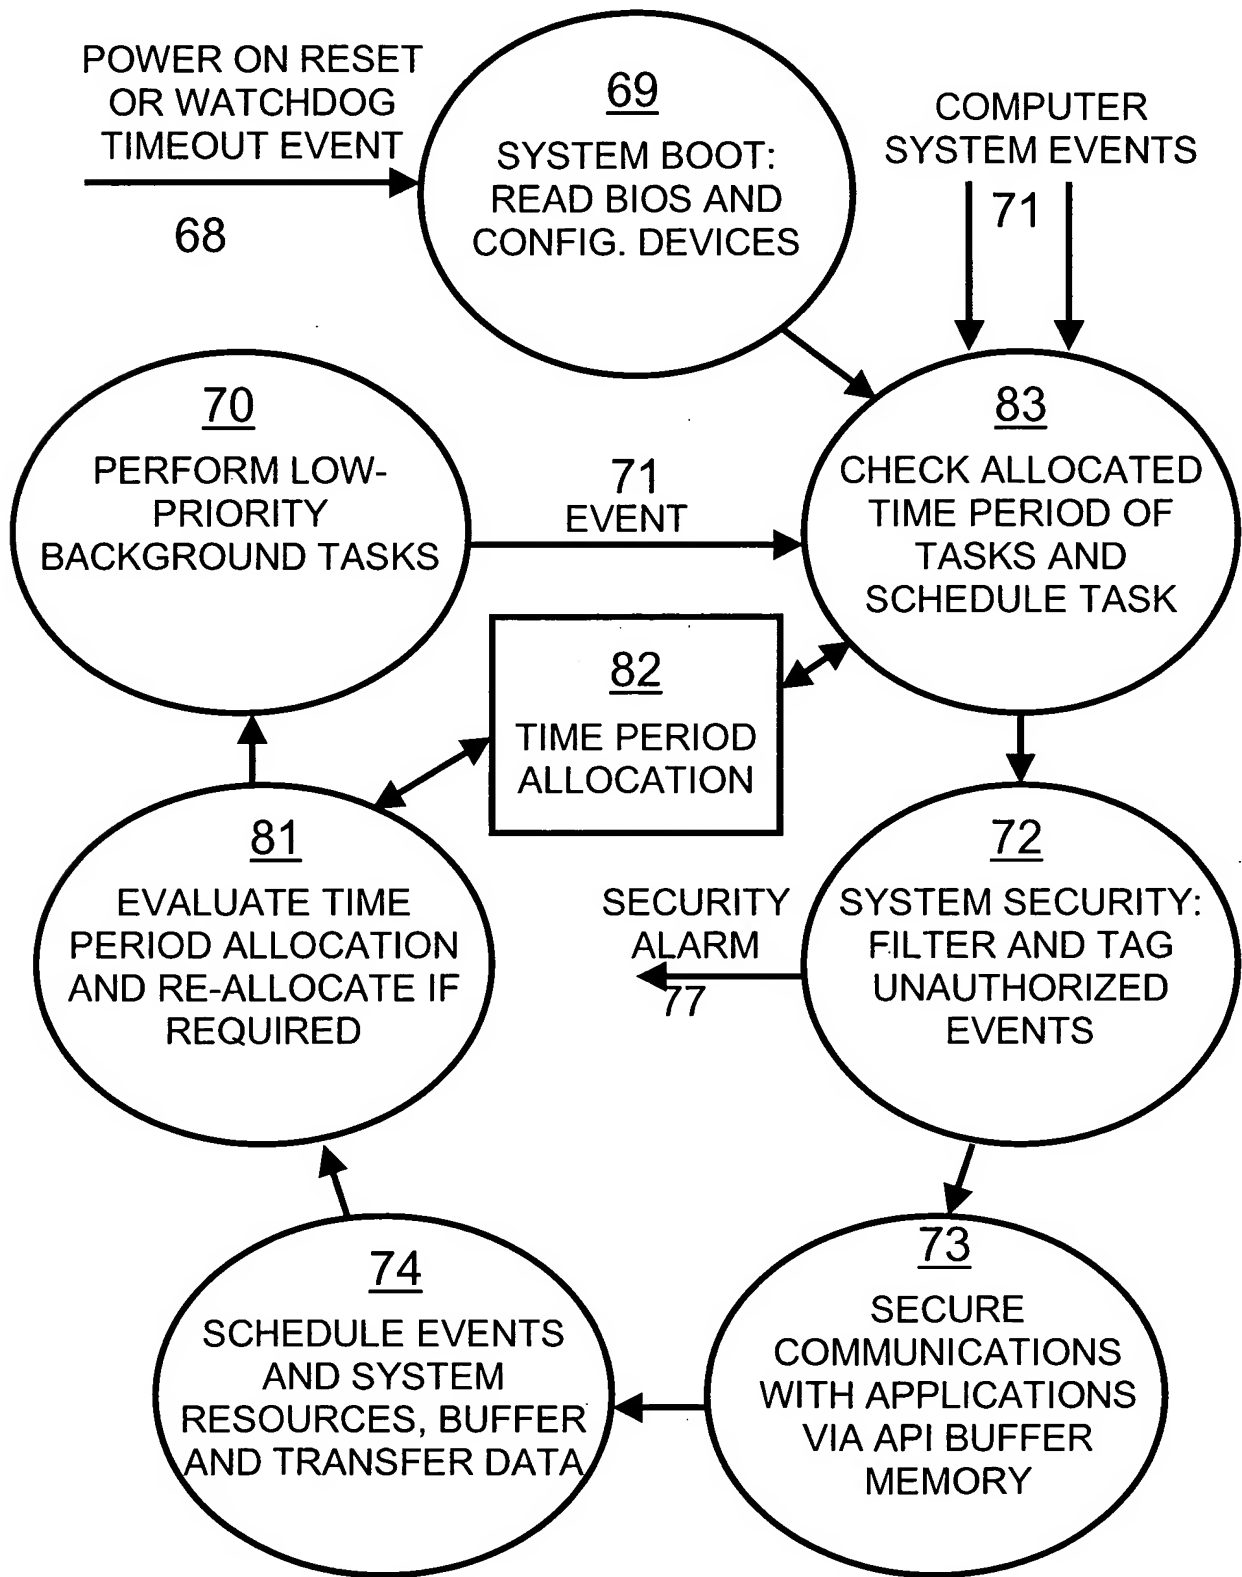 POWER ON RESET
OR WATCHDOG
TIMEOUT EVENT
68
69
SYSTEM BOOT:
READ BIOS AND
CONFIG. DEVICES
COMPUTER
SYSTEM EVENTS
71
70
PERFORM LOW-
PRIORITY
BACKGROUND TASKS
71
EVENT
83
CHECK ALLOCATED
TIME PERIOD OF
TASKS AND
SCHEDULE TASK
82
TIME PERIOD
ALLOCATION
81
EVALUATE TIME
PERIOD ALLOCATION
AND RE-ALLOCATE IF
REQUIRED
SECURITY
ALARM
77
72
SYSTEM SECURITY:
FILTER AND TAG
UNAUTHORIZED
EVENTS
74
SCHEDULE EVENTS
AND SYSTEM
RESOURCES, BUFFER
AND TRANSFER DATA
73
SECURE
COMMUNICATIONS
WITH APPLICATIONS
VIA API BUFFER
MEMORY